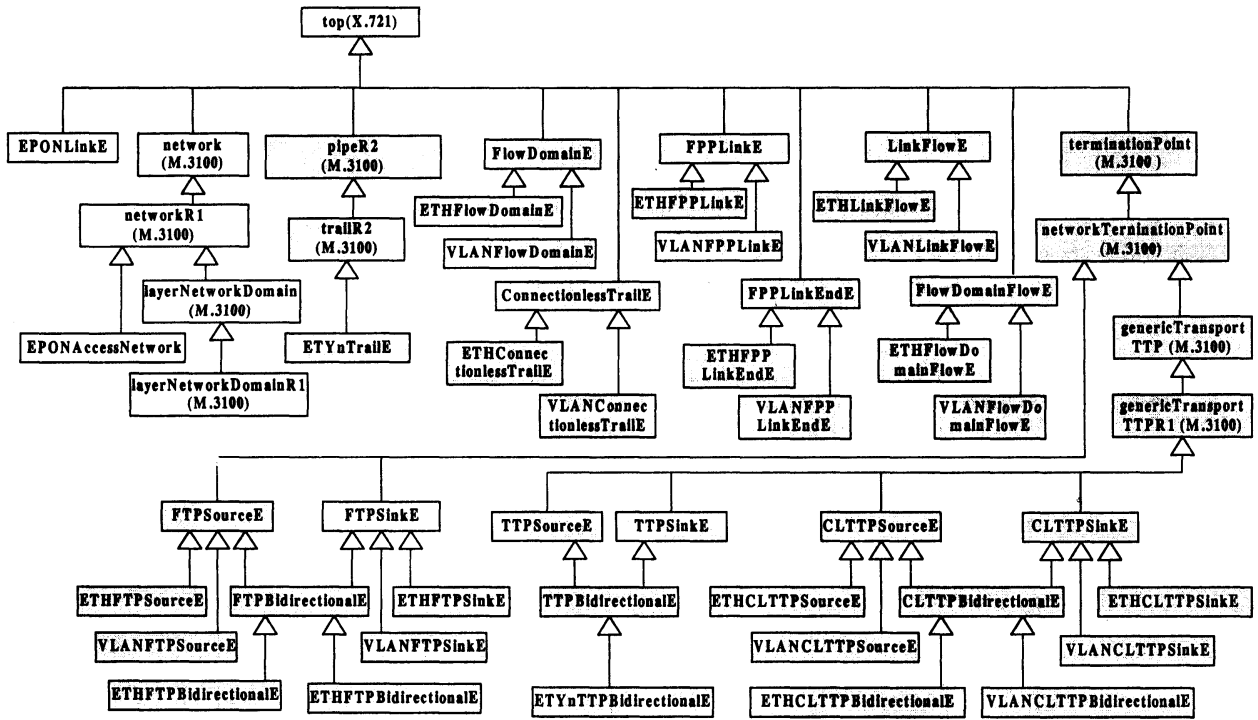 top(X.721)
EPONLinkE
network
(M.3100)
pipeR2
(M.3100)
FlowDomainE
FPPLinkE
LinkFlowE
terminationPoint
(M.3100 )
networkR1
(M.3100)
trailR2
(M.3100)
ETHFlowDomainE
VLANFlowDomainE
ETHFPPLinkE
VLANFPPLinkE
ETHLinkFlowE
VLANLinkFlowE
networkTerninationPoint
(M.3100)
layerNetworkDomain
(M.3100)
ConnectionlessTrailE
FPPLinkEndE
FlowDomainFlowE
EPONAccessNetwork
ETYnTrailE
ETHConnec
tionlessTrailE
ETHFPP
LinkEndE
ETHFlowDo
mainFlowE
genericTransport
TTP (M.3100)
layerNetworkDomainR1
(M.3100)
VLANConnec
tionlessTrailE
VLANFPP
LinkEndE
VLANFlowDo
mainFlowE
genericTransport
TTPR1 (M.3100)
FTPSourceE
FTPSinkE
TTPSourceE
TTPSinkE
CLTTPSourceE
CLTTPSinkE
ETHFTPSourceE
FTPBidirectionalE
ETHFTPSinkE
TTPBidirectionalE
ETHCLTTPSourceE
CLTTPBidirectionalE
ETHCLTTPSinkE
VLANFTPSourceE
VLANFTPSinkE
VLANCLTTPSourceE
VLANCLTTPSinkE
ETHFTPBidirectionalE
ETHFTPBidirectionalE
ETYnTTPBidirectionalE
ETHCLTTPBidirectionalE
VLANCLTTPBidirectionalE